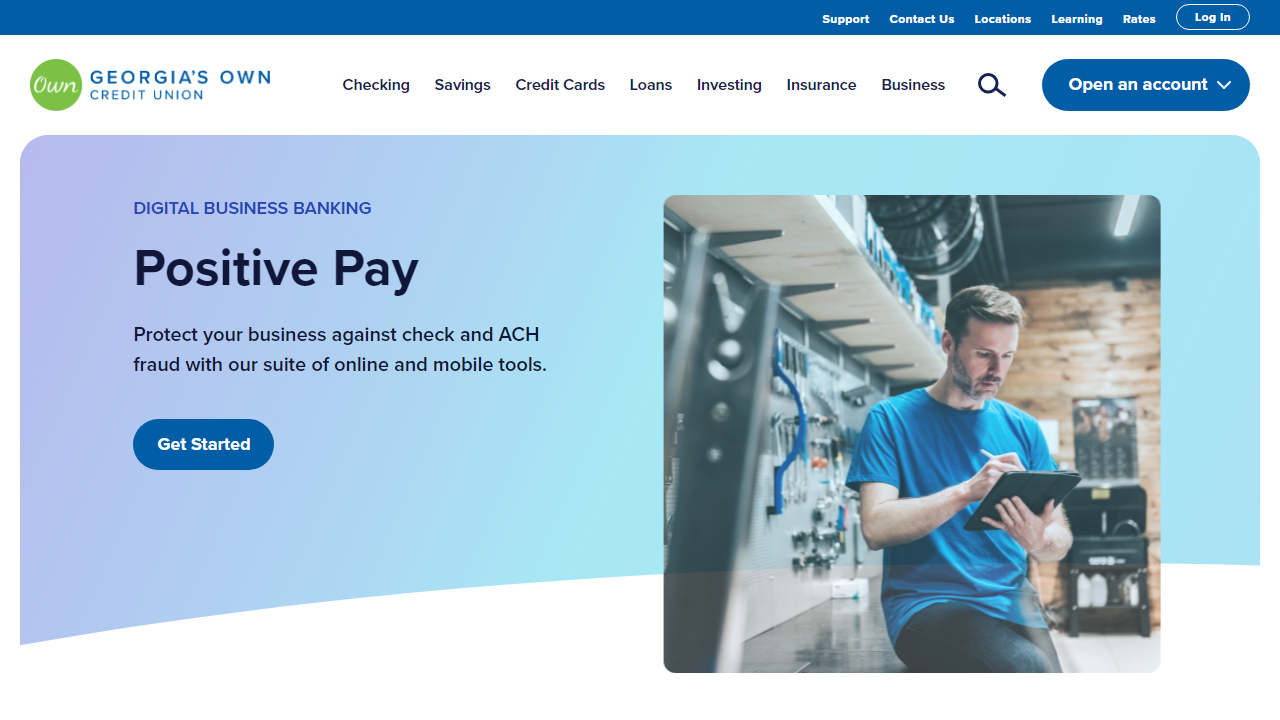 Support Contact Us Locations Learning Rates Log In
Own GEORGIA'S OWN
CREDIT UNION
Checking Savings Credit Cards Loans Investing Insurance Business Open an account
DIGITAL BUSINESS BANKING
Positive Pay
Protect your business against check and ACH
fraud with our suite of online and mobile tools.
Get Started